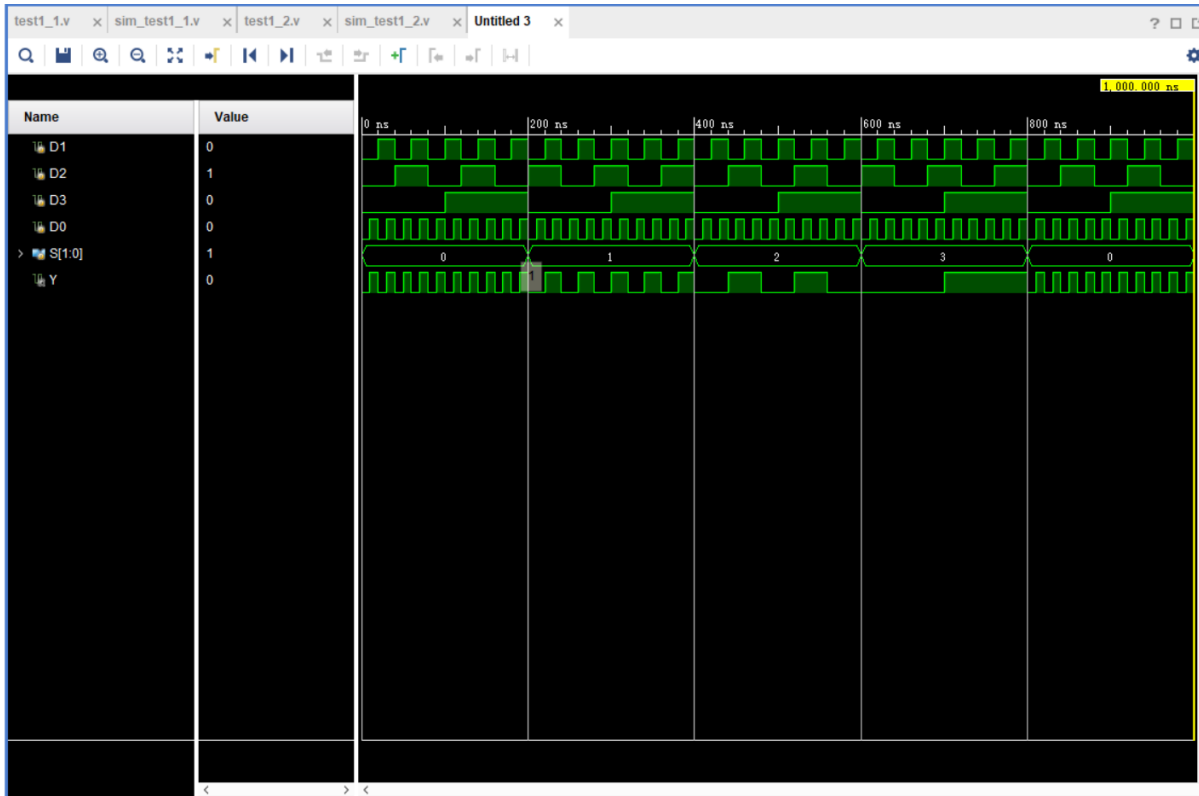 test1_1.v × sim_test1_1.v × test1_2.v × sim_test1_2.v × Untitled 3 ×
1,000.000 ns
Name Value
0 ns 200 ns 400 ns 600 ns 800 ns
D1 0
D2 1
D3 0
D0 0
S[1:0] 1 0 1 2 3 0
Y 0 1